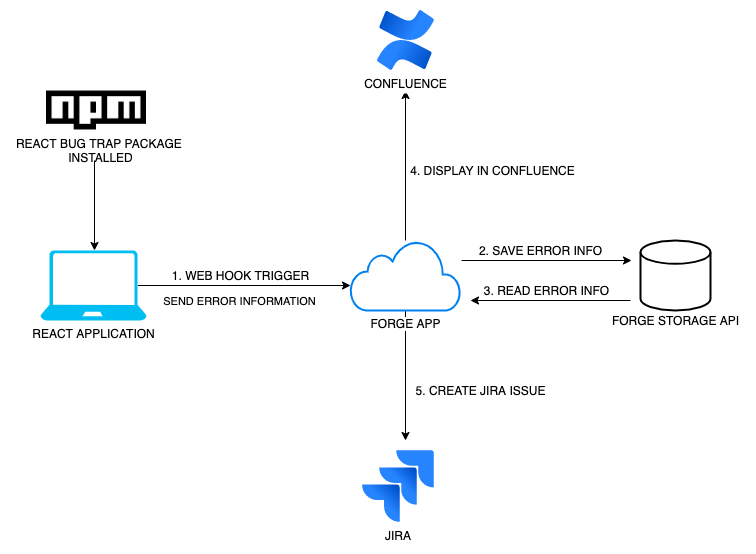 CONFLUENCE
npm
REACT BUG TRAP PACKAGE
INSTALLED
4. DISPLAY IN CONFLUENCE
1. WEB HOOK TRIGGER
SEND ERROR INFORMATION
2. SAVE ERROR INFO
3. READ ERROR INFO
REACT APPLICATION
FORGE APP
FORGE STORAGE API
5. CREATE JIRA ISSUE
JIRA